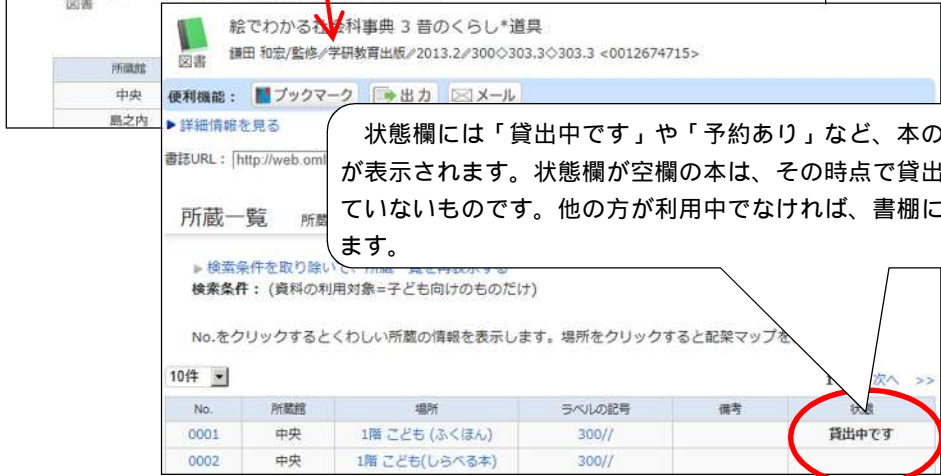 図書
所蔵館
中央
島之内
絵でわかる社会科事典 3 昔のくらし*道具
図書
鎌田 和宏/監修//学研教育出版//2013.2//300◇303.3◇303.3 <0012674715>
便利機能： ブックマーク 出力 メール
▶詳細情報を見る
書誌URL： http://web.oml
状態欄には「貸出中です」や「予約あり」など、本の
が表示されます。状態欄が空欄の本は、その時点で貸出
ていないものです。他の方が利用中でなければ、書棚に
ます。
所蔵一覧 所蔵
▶検索条件を取り除いて、所蔵一覧を再表示する
検索条件： (資料の利用対象=子ども向けのものだけ)
No.をクリックするとくわしい所蔵の情報を表示します。場所をクリックすると配架マップを
10件 次へ >>
No. 所蔵館 場所 ラベルの記号 備考 状態
0001 中央 1階 こども (ふくほん) 300// 貸出中です
0002 中央 1階 こども(しらべる本) 300//